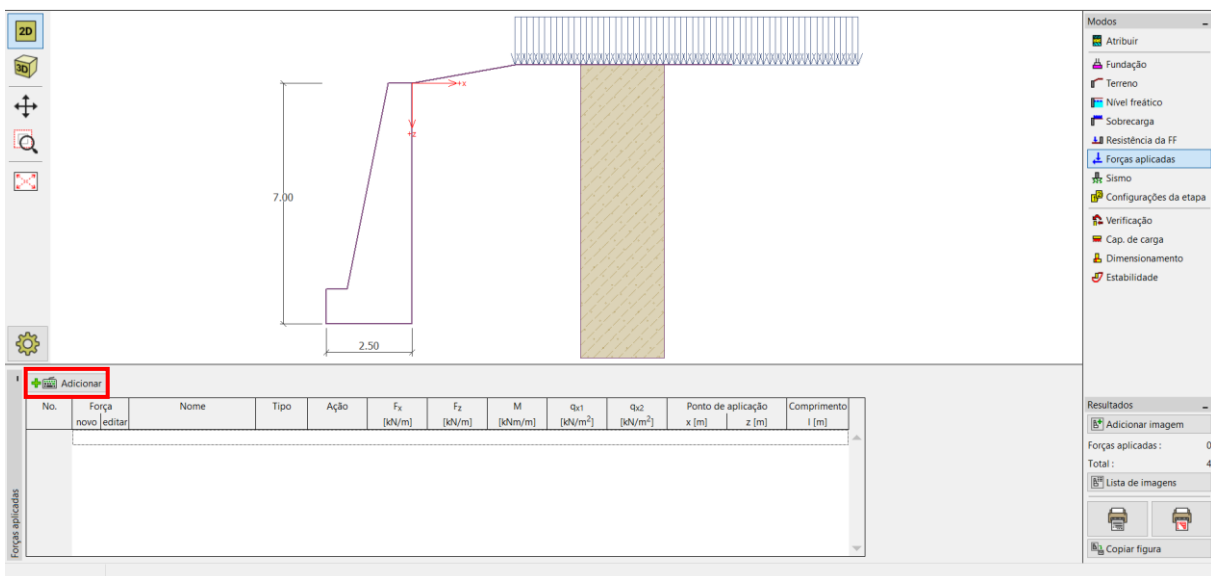 2D
3D
+x
+z
7.00
2.50
Modos
Atribuir
Fundação
Terreno
Nível freático
Sobrecarga
Resistência da FF
Forças aplicadas
Sismo
Configurações da etapa
Verificação
Cap. de carga
Dimensionamento
Estabilidade
Adicionar
No. Força Nome Tipo Ação Fx Fz M qx1 qx2 Ponto de aplicação Comprimento
novo editar [kN/m] [kN/m] [kNm/m] [kN/m²] [kN/m²] x [m] z [m] l [m]
Forças aplicadas
Resultados
Adicionar imagem
Forças aplicadas : 0
Total : 4
Lista de imagens
Copiar figura